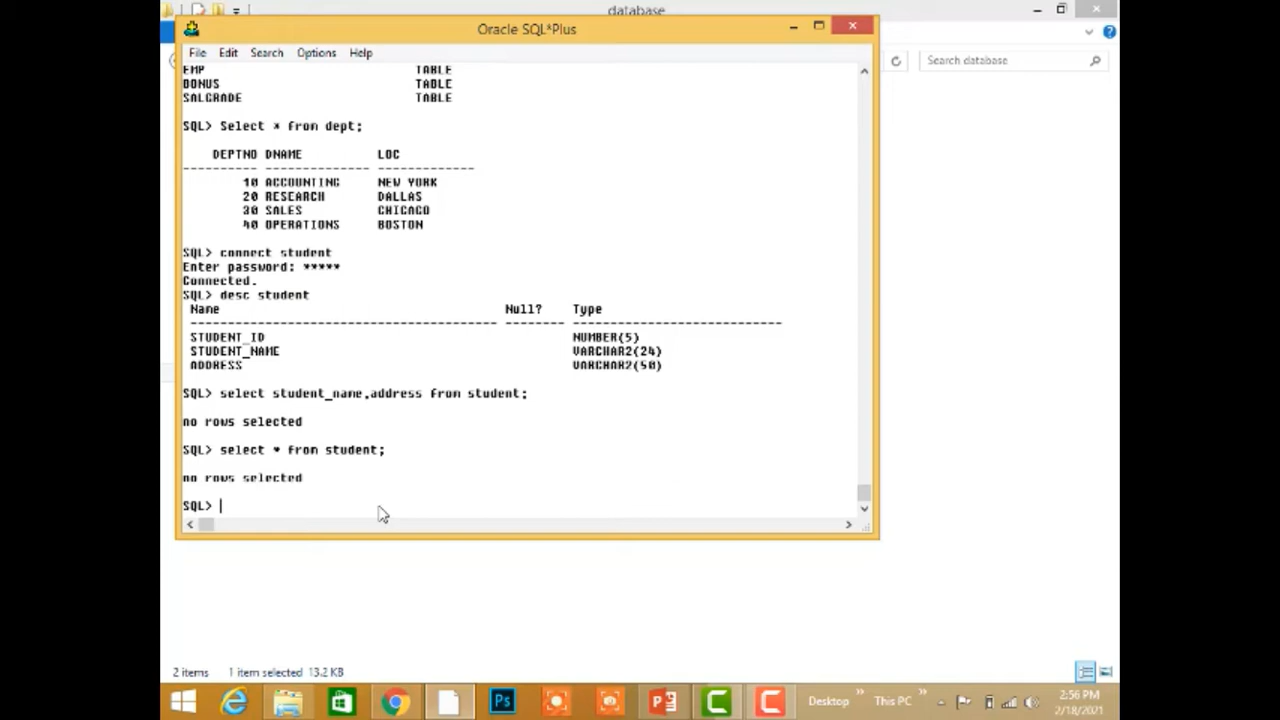 database
Oracle SQL*Plus
File Edit Search Options Help
Search database
EMP TABLE
BONUS TABLE
SALGRADE TABLE
SQL> Select * from dept;
DEPTNO DNAME LOC
---------- -------------- -------------
10 ACCOUNTING NEW YORK
20 RESEARCH DALLAS
30 SALES CHICAGO
40 OPERATIONS BOSTON
SQL> connect student
Enter password: *****
Connected.
SQL> desc student
Name Null? Type
----------------------------------------- -------- ----------------------------
STUDENT_ID NUMBER(5)
STUDENT_NAME VARCHAR2(24)
ADDRESS VARCHAR2(50)
SQL> select student_name,address from student;
no rows selected
SQL> select * from student;
no rows selected
SQL>
2 items 1 item selected 13.2 KB
Ps
Desktop » This PC »
2:56 PM
2/18/2021